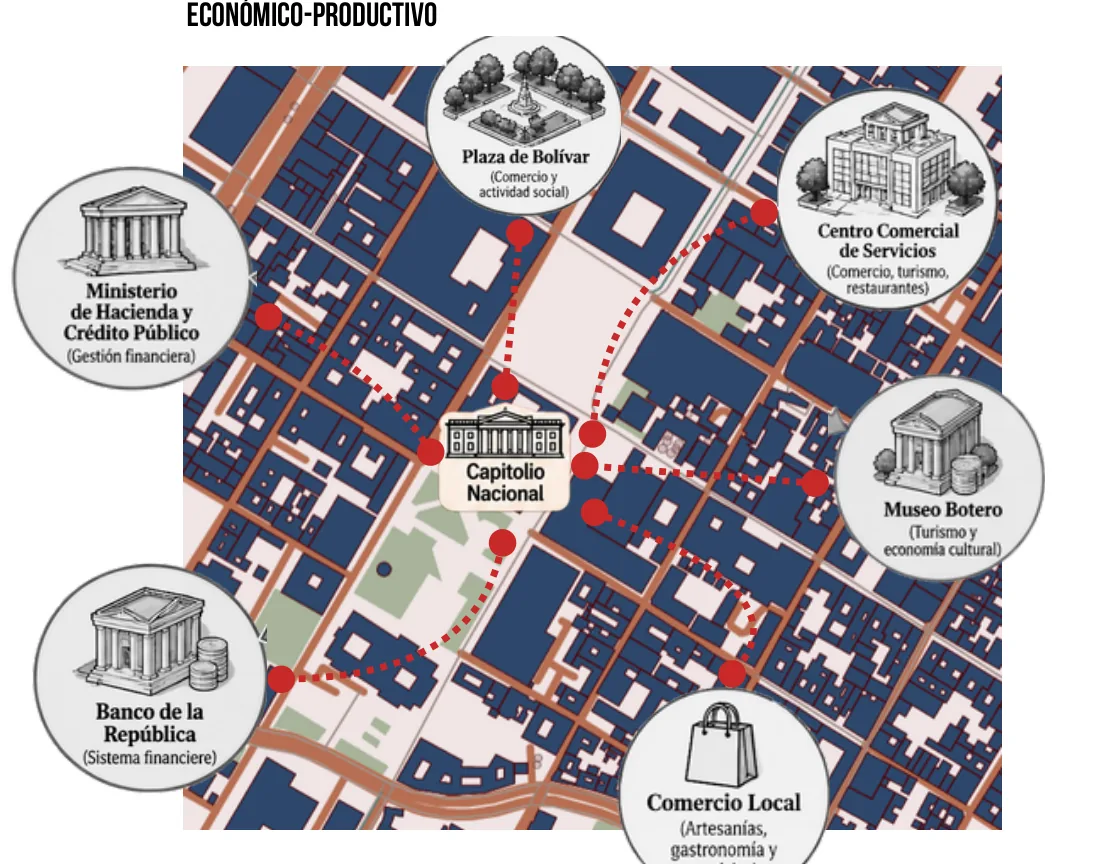 ECONÓMICO-PRODUCTIVO
Plaza de Bolívar
(Comercio y
actividad social)
Centro Comercial
de Servicios
(Comercio, turismo,
restaurantes)
Ministerio
de Hacienda y
Crédito Público
(Gestión financiera)
Capitolio
Nacional
Museo Botero
(Turismo y
economía cultural)
Banco de la
República
(Sistema financiere)
Comercio Local
(Artesanías,
gastronomía y